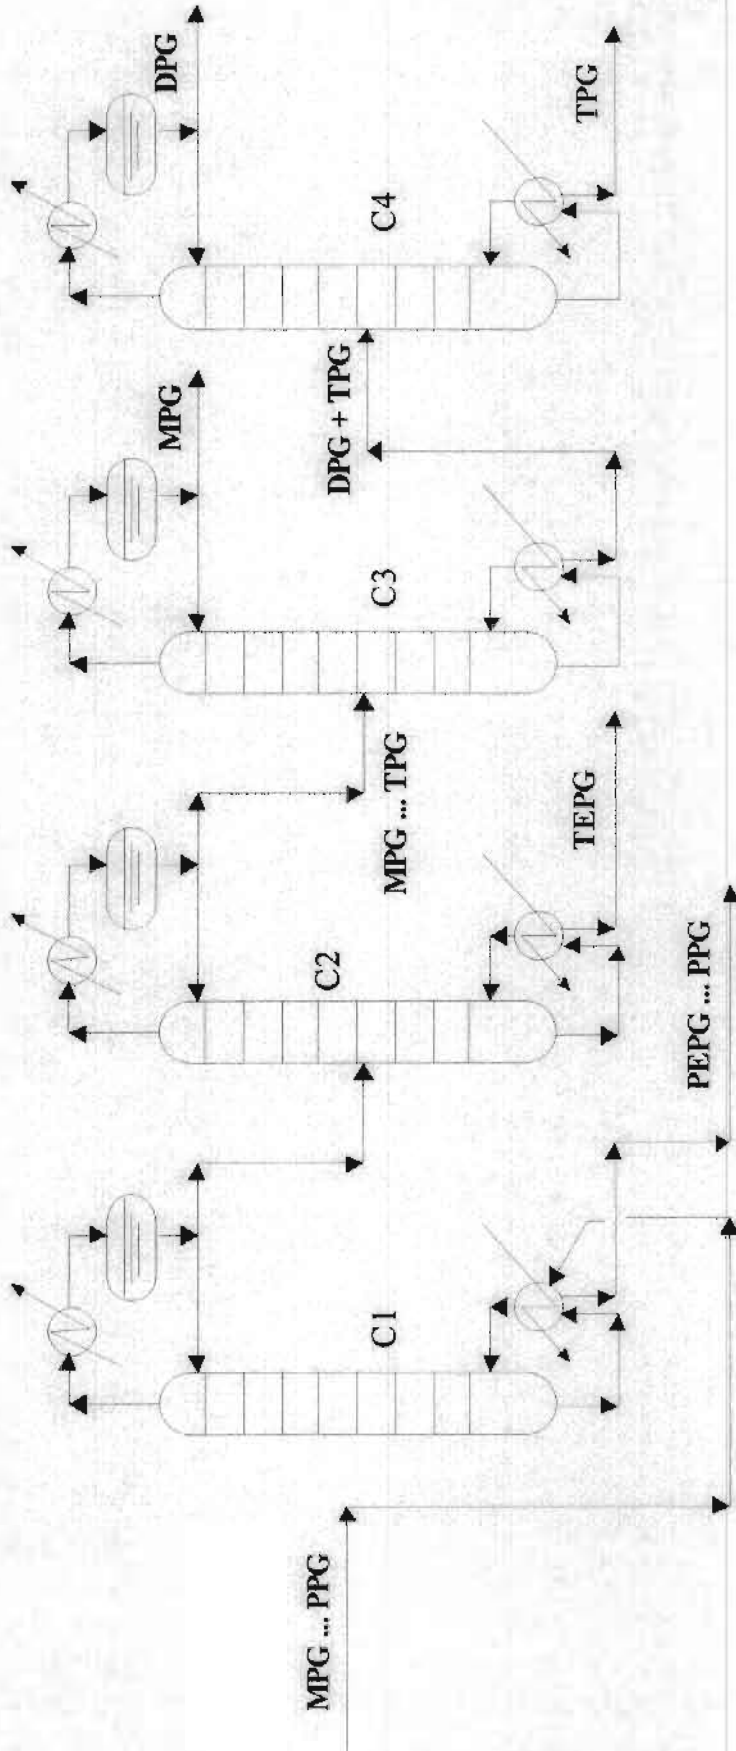 MPG ... PPG
C1
PEPG ... PPG
C2
TEPG
MPG ... TPG
C3
MPG
DPG + TPG
C4
DPG
TPG